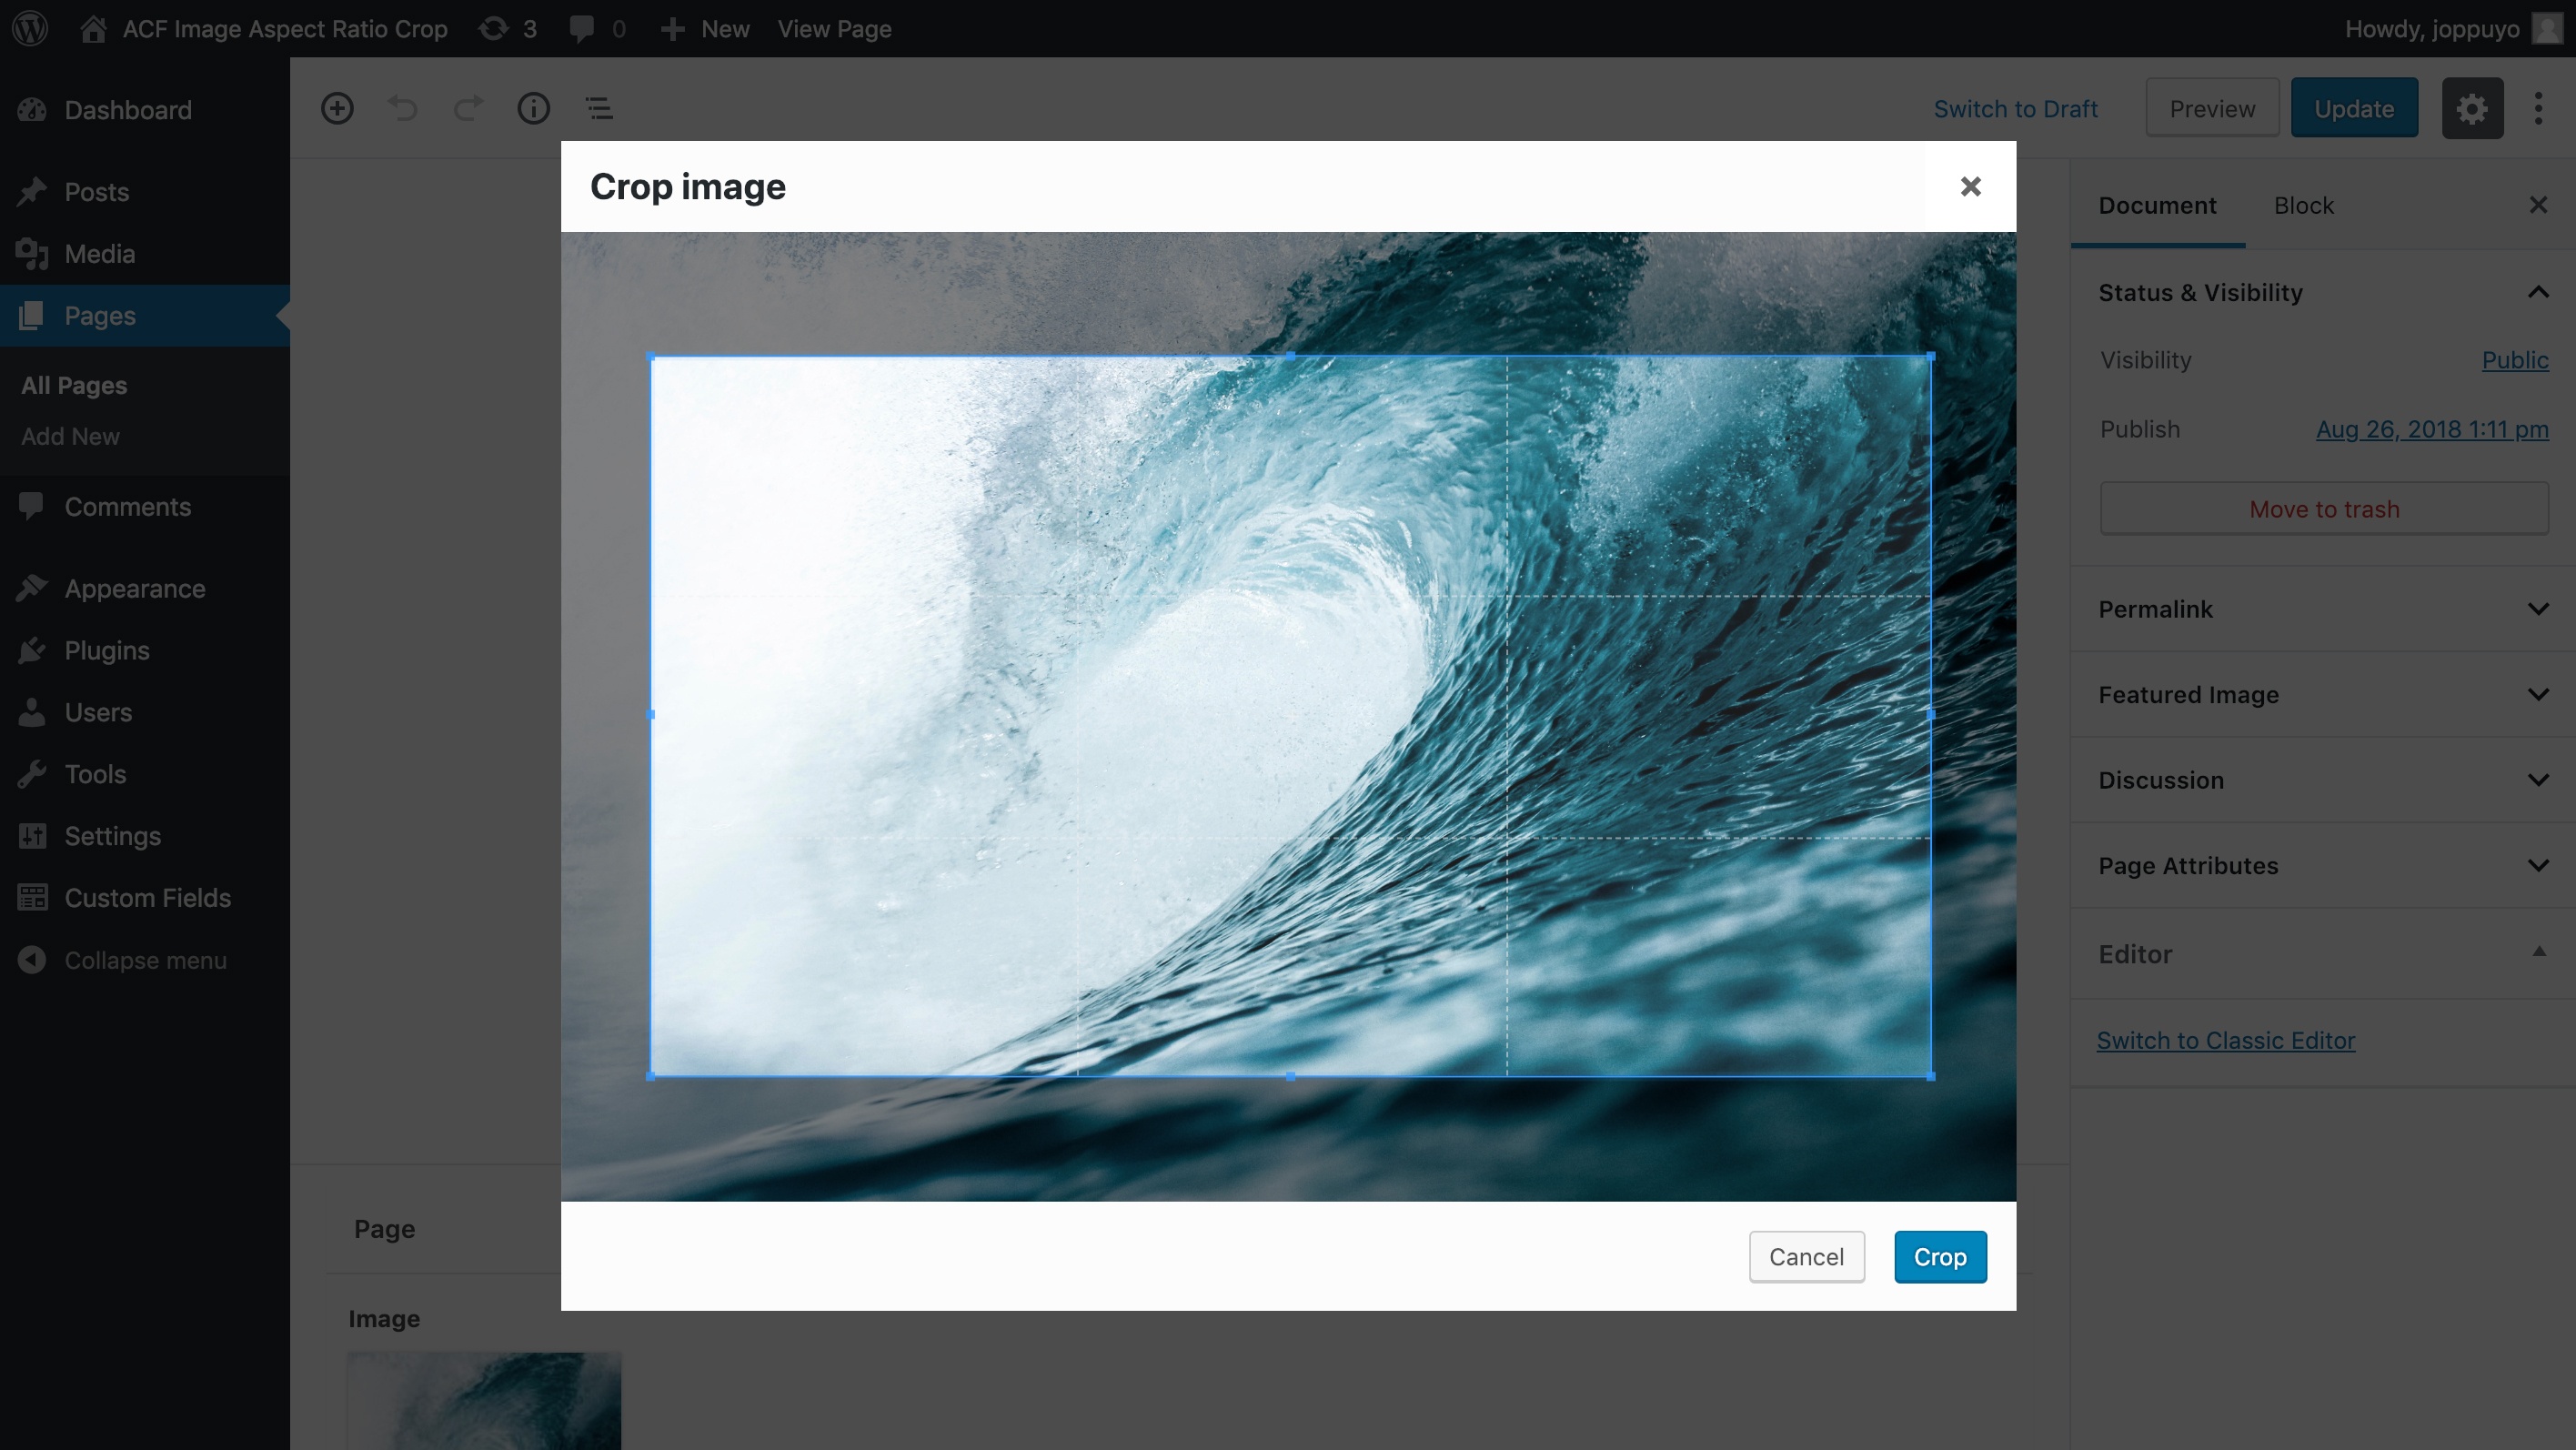 ACF Image Aspect Ratio Crop 3 0 New View Page Howdy, joppuyo
Dashboard
Posts
Media
Pages
All Pages
Add New
Comments
Appearance
Plugins
Users
Tools
Settings
Custom Fields
Collapse menu
Switch to Draft Preview Update
Crop image
Cancel Crop
Page
Image
Document Block
Status & Visibility
Visibility Public
Publish Aug 26, 2018 1:11 pm
Move to trash
Permalink
Featured Image
Discussion
Page Attributes
Editor
Switch to Classic Editor